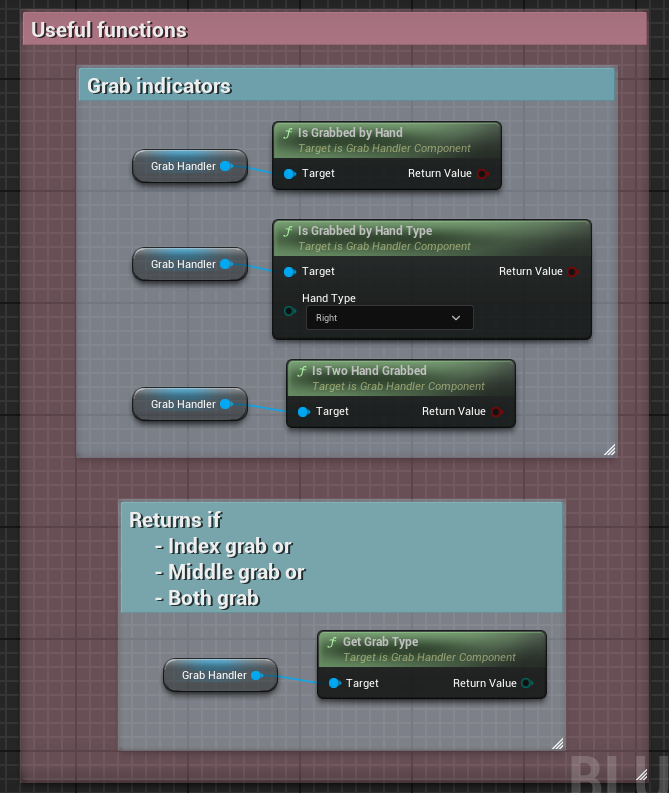 Useful functions
Grab indicators
Is Grabbed by Hand
Target is Grab Handler Component
Grab Handler
Target
Return Value
Is Grabbed by Hand Type
Target is Grab Handler Component
Grab Handler
Target
Return Value
Hand Type
Right
Is Two Hand Grabbed
Target is Grab Handler Component
Grab Handler
Target
Return Value
Returns if
- Index grab or
- Middle grab or
- Both grab
Get Grab Type
Target is Grab Handler Component
Grab Handler
Target
Return Value
BLU